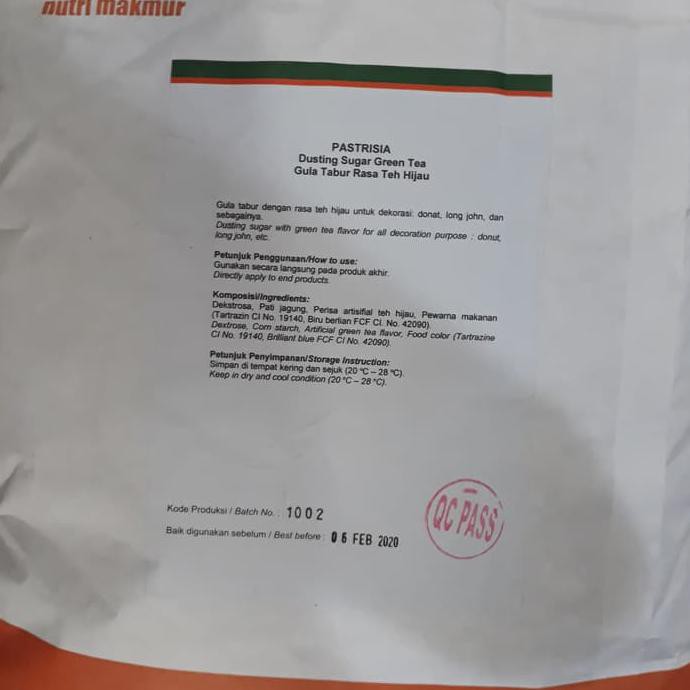 nutri makmur
PASTRISIA
Dusting Sugar Green Tea
Gula Tabur Rasa Teh Hijau
Gula tabur dengan rasa teh hijau untuk dekorasi: donat, long john, dan
sebagainya.
Dusting sugar with green tea flavor for all decoration purpose : donut,
long john, etc.
Petunjuk Penggunaan/How to use:
Gunakan secara langsung pada produk akhir.
Directly apply to end products.
Komposisi/Ingredients:
Dekstrosa, Pati jagung, Perisa artisifial teh hijau, Pewarna makanan
(Tartrazin CI No. 19140, Biru berlian FCF CI. No. 42090).
Dextrose, Corn starch, Artificial green tea flavor, Food color (Tartrazine
CI No. 19140, Brilliant blue FCF CI No. 42090).
Petunjuk Penyimpanan/Storage Instruction:
Simpan di tempat kering dan sejuk (20 °C – 28 °C).
Keep in dry and cool condition (20 °C – 28 °C).
Kode Produksi / Batch No. : 1002
Baik digunakan sebelum / Best before : 06 FEB 2020
QC PASS